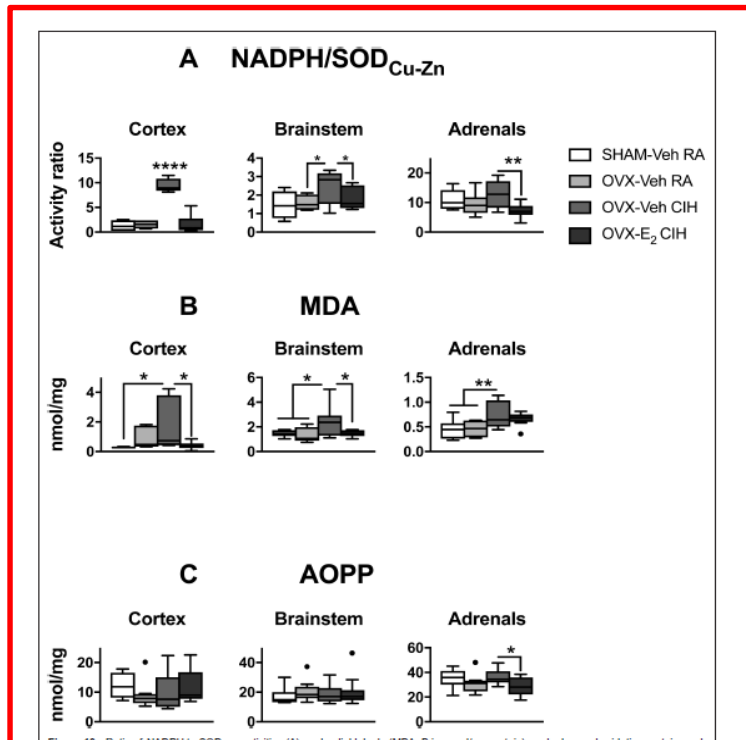 A NADPH/SOD Cu-Zn
Cortex
Brainstem
Adrenals
Activity ratio
15
10
5
0
****
4
3
2
1
0
*
*
20
10
0
**
SHAM-Veh RA
OVX-Veh RA
OVX-Veh CIH
OVX-E₂ CIH
B MDA
Cortex
Brainstem
Adrenals
nmol/mg
4
2
0
*
*
6
4
2
0
*
*
1.5
1.0
0.5
0.0
**
C AOPP
Cortex
Brainstem
Adrenals
nmol/mg
20
10
0
40
20
0
60
40
20
0
*